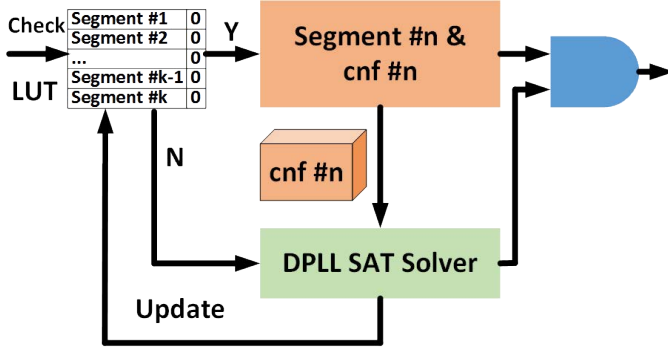 Check
LUT
Segment #1 0
Segment #2 0
... 0
Segment #k-1 0
Segment #k 0
Y
N
Segment #n &
cnf #n
cnf #n
DPLL SAT Solver
Update